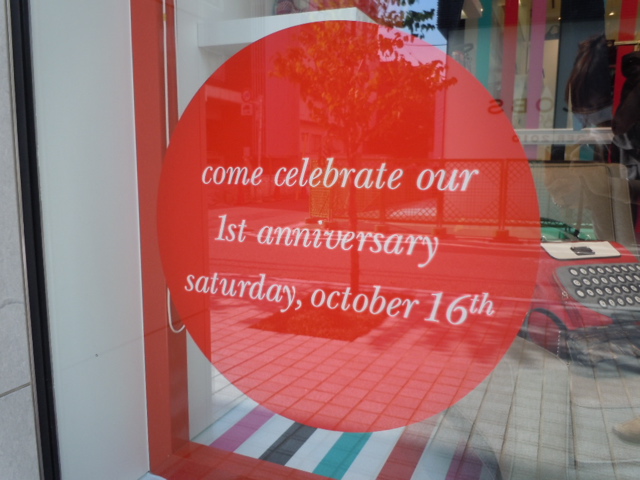 come celebrate our
1st anniversary
saturday, october 16th